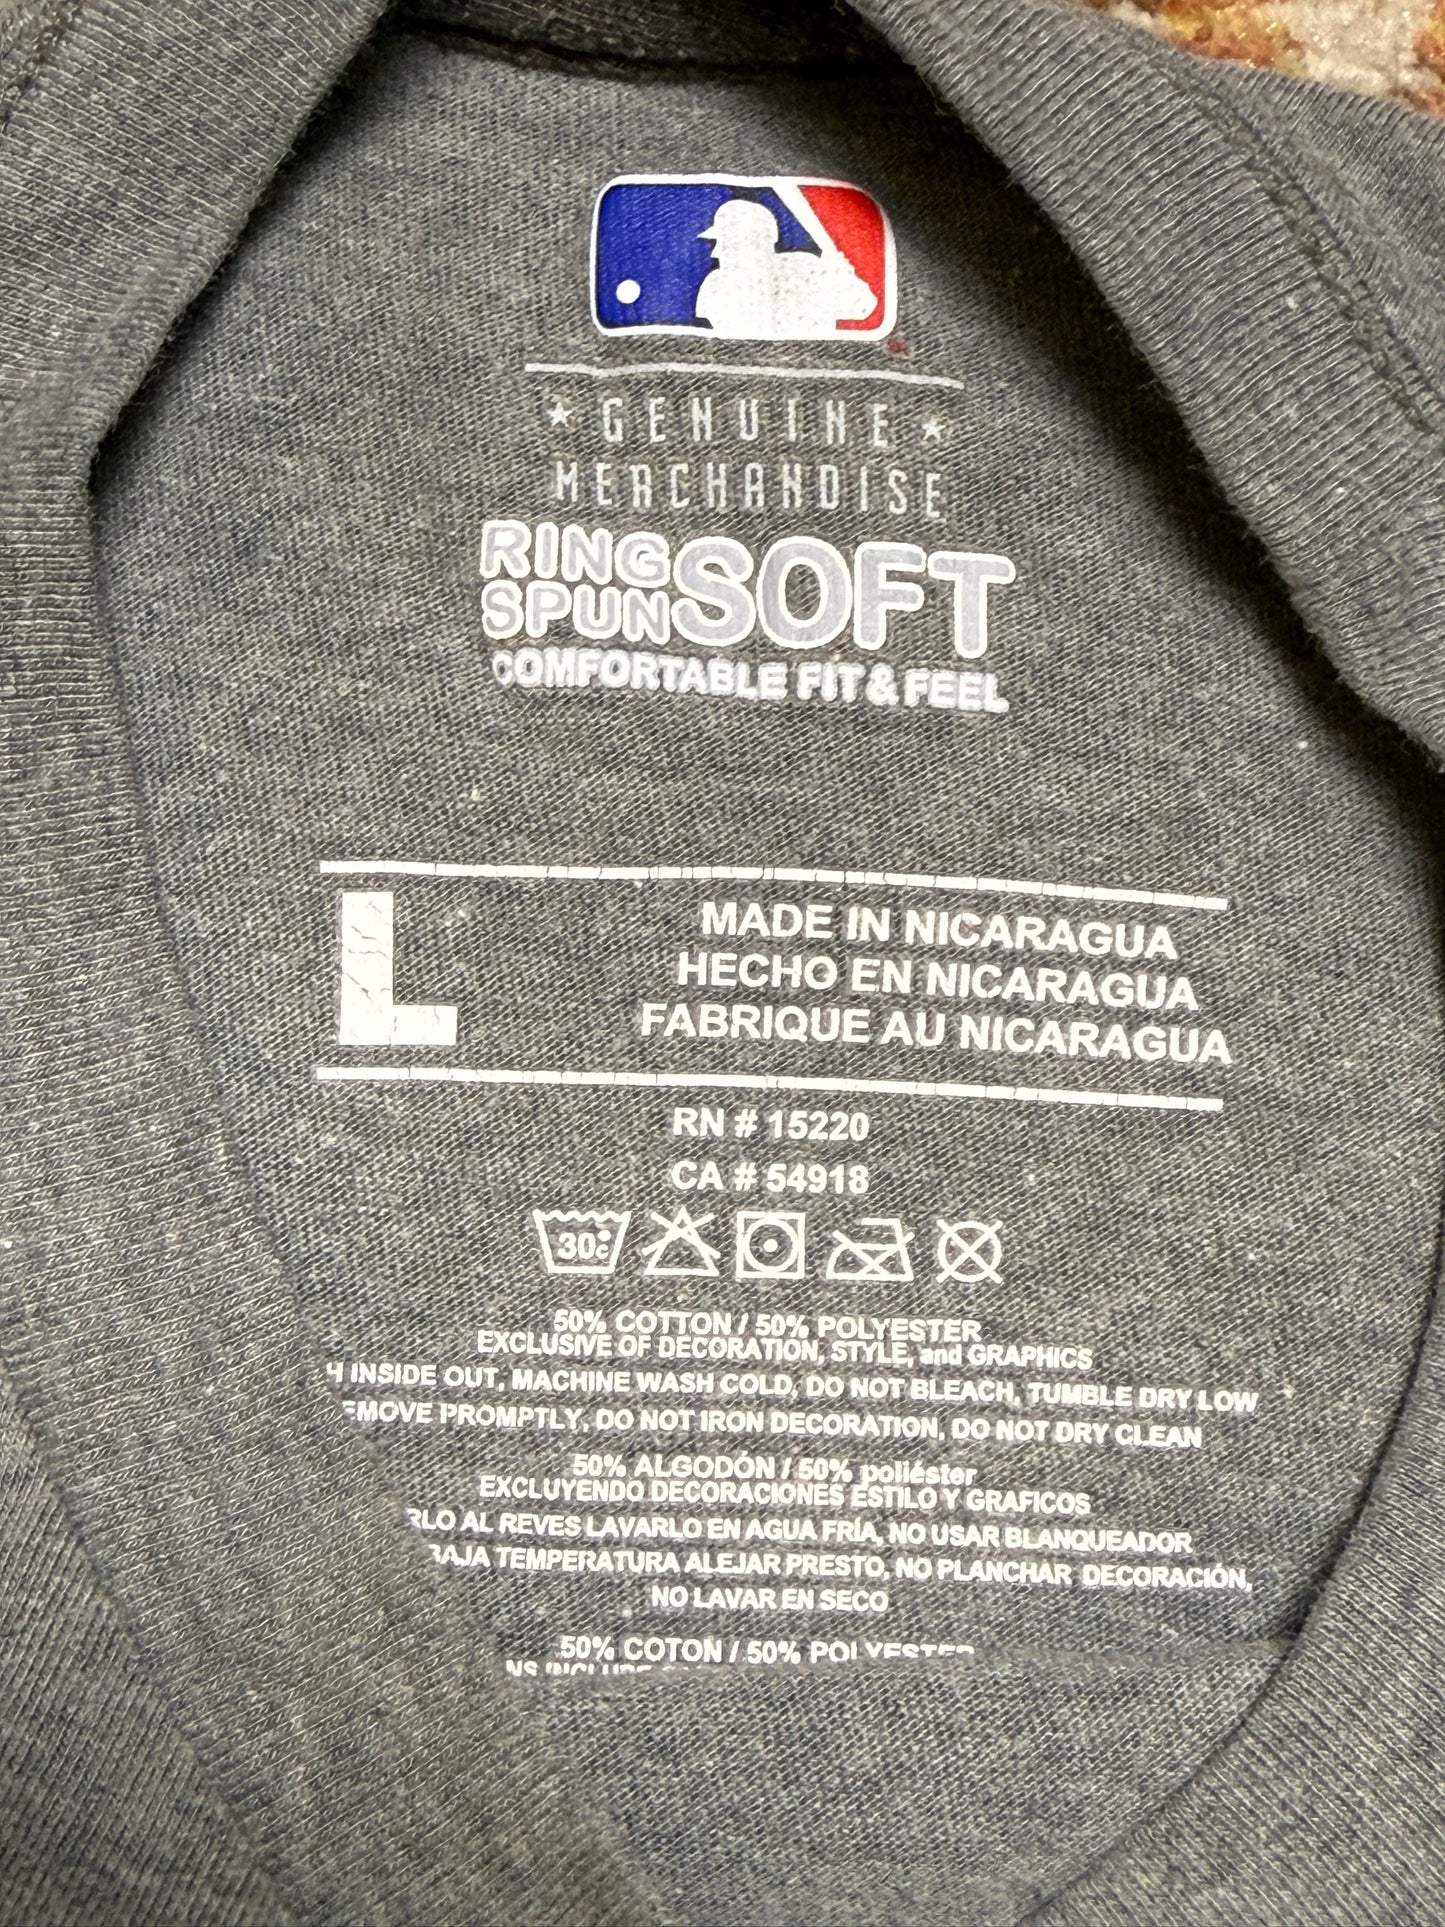 GENUINE
MERCHANDISE
RING
SPUN
SOFT
COMFORTABLE FIT & FEEL
L
MADE IN NICARAGUA
HECHO EN NICARAGUA
FABRIQUE AU NICARAGUA
RN # 15220
CA # 54918
30c
50% COTTON / 50% POLYESTER
EXCLUSIVE OF DECORATION, STYLE, and GRAPHICS
INSIDE OUT, MACHINE WASH COLD, DO NOT BLEACH, TUMBLE DRY LOW
EMOVE PROMPTLY, DO NOT IRON DECORATION, DO NOT DRY CLEAN
50% ALGODÓN / 50% poliéster
EXCLUYENDO DECORACIONES ESTILO Y GRAFICOS
RLO AL REVES LAVARLO EN AGUA FRÍA, NO USAR BLANQUEADOR
BAJA TEMPERATURA ALEJAR PRESTO, NO PLANCHAR DECORACIÓN,
NO LAVAR EN SECO
50% COTON / 50% POLYESTER